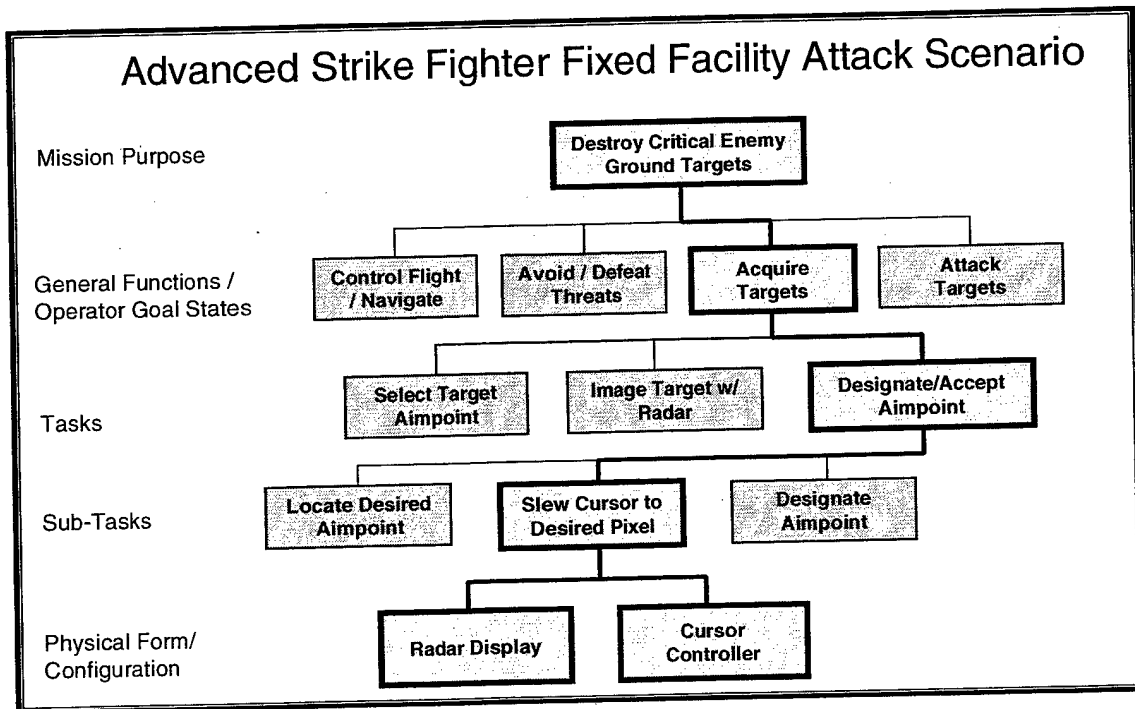 Advanced Strike Fighter Fixed Facility Attack Scenario
Mission Purpose
Destroy Critical Enemy
Ground Targets
General Functions /
Operator Goal States
Control Flight
/ Navigate
Avoid / Defeat
Threats
Acquire
Targets
Attack
Targets
Tasks
Select Target
Aimpoint
Image Target w/
Radar
Designate/Accept
Aimpoint
Sub-Tasks
Locate Desired
Aimpoint
Slew Cursor to
Desired Pixel
Designate
Aimpoint
Physical Form/
Configuration
Radar Display
Cursor
Controller